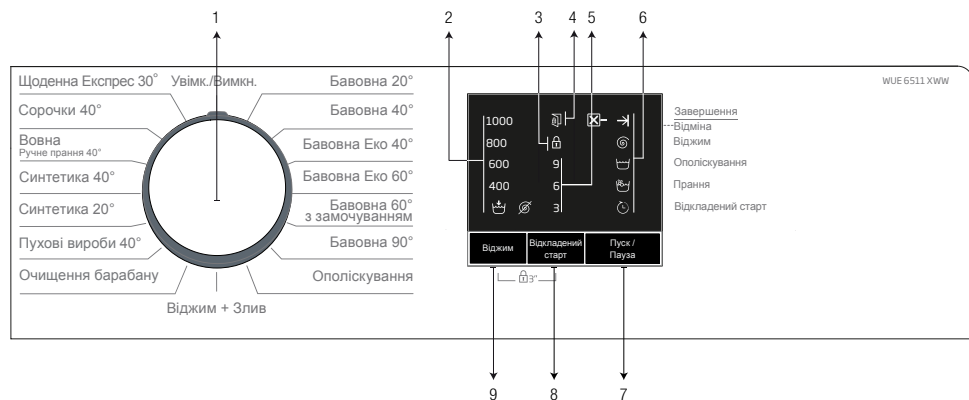 1
2
3
4
5
6
Щоденна Експрес 30°
Увімк./Вимкн.
Сорочки 40°
Вовна
Ручне прання 40°
Синтетика 40°
Синтетика 20°
Пухові вироби 40°
Очищення барабану
Віджим + Злив
Бавовна 20°
Бавовна 40°
Бавовна Еко 40°
Бавовна Еко 60°
Бавовна 60°
з замочуванням
Бавовна 90°
Ополіскування
1000
800
600
400
9
6
3
Віджим
Відкладений
старт
Пуск /
Пауза
3"
WUE 6511 XWW
Завершення
Відміна
Віджим
Ополіскування
Прання
Відкладений старт
9
8
7